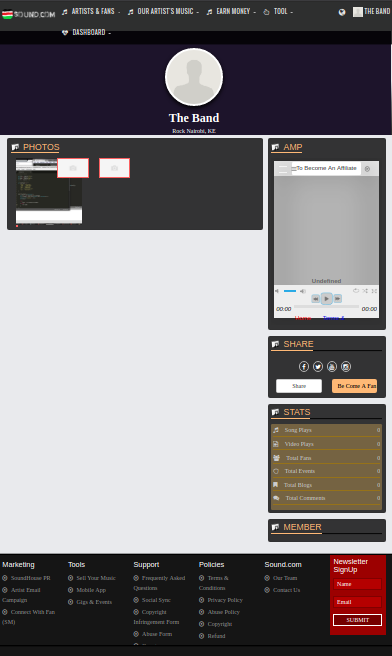 SOUND.COM
ARTISTS & FANS
OUR ARTIST'S MUSIC
EARN MONEY
TOOL
THE BAND
DASHBOARD
The Band
Rock Nairobi, KE
PHOTOS
AMP
To Become An Affiliate
Undefined
00:00
00:00
SHARE
Share
Be Come A Fan
STATS
Song Plays 0
Video Plays 0
Total Fans 0
Total Events 0
Total Blogs 0
Total Comments 0
MEMBER
Marketing
SoundHouse PR
Artist Email
Campaign
Connect With Fan
(SM)
Tools
Sell Your Music
Mobile App
Gigs & Events
Support
Frequently Asked
Questions
Social Sync
Copyright
Infringement Form
Abuse Form
Policies
Terms &
Conditions
Privacy Policy
Abuse Policy
Copyright
Refund
Sound.com
Our Team
Contact Us
Newsletter
SignUp
Name
Email
SUBMIT